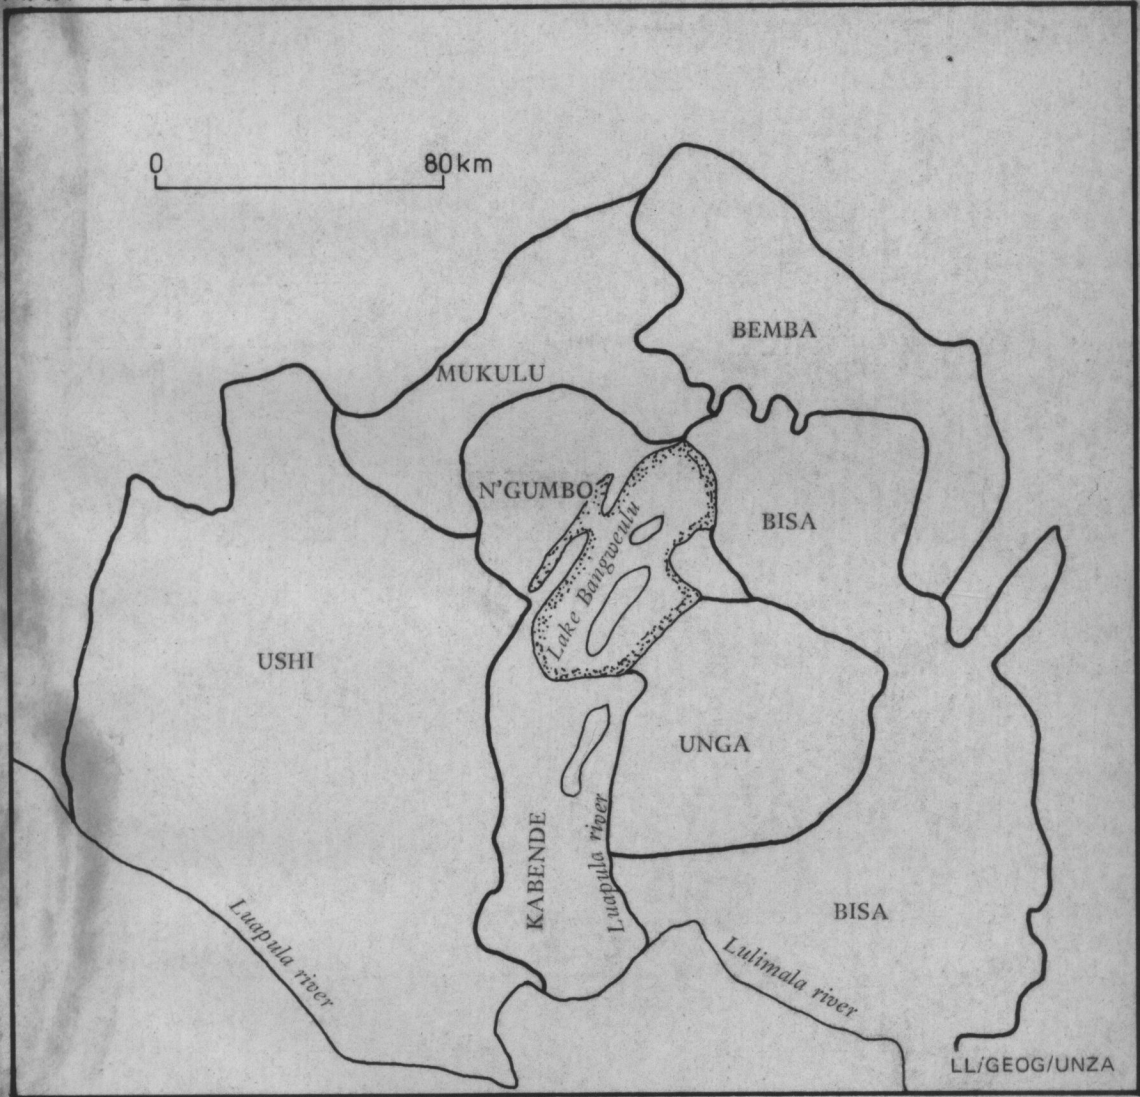 0 80km
BEMBA
MUKULU
N'GUMBO
BISA
Lake Bangweulu
USHI
UNGA
KABENDE
Luapula river
BISA
Luapula river
Lulimala river
LL/GEOG/UNZA